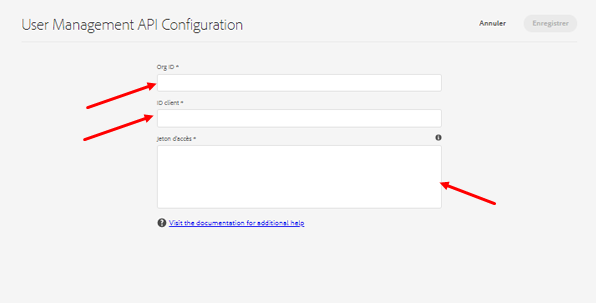 User Management API Configuration
Annuler
Enregistrer
Org ID *
ID client *
Jeton d'accès *
Visit the documentation for additional help